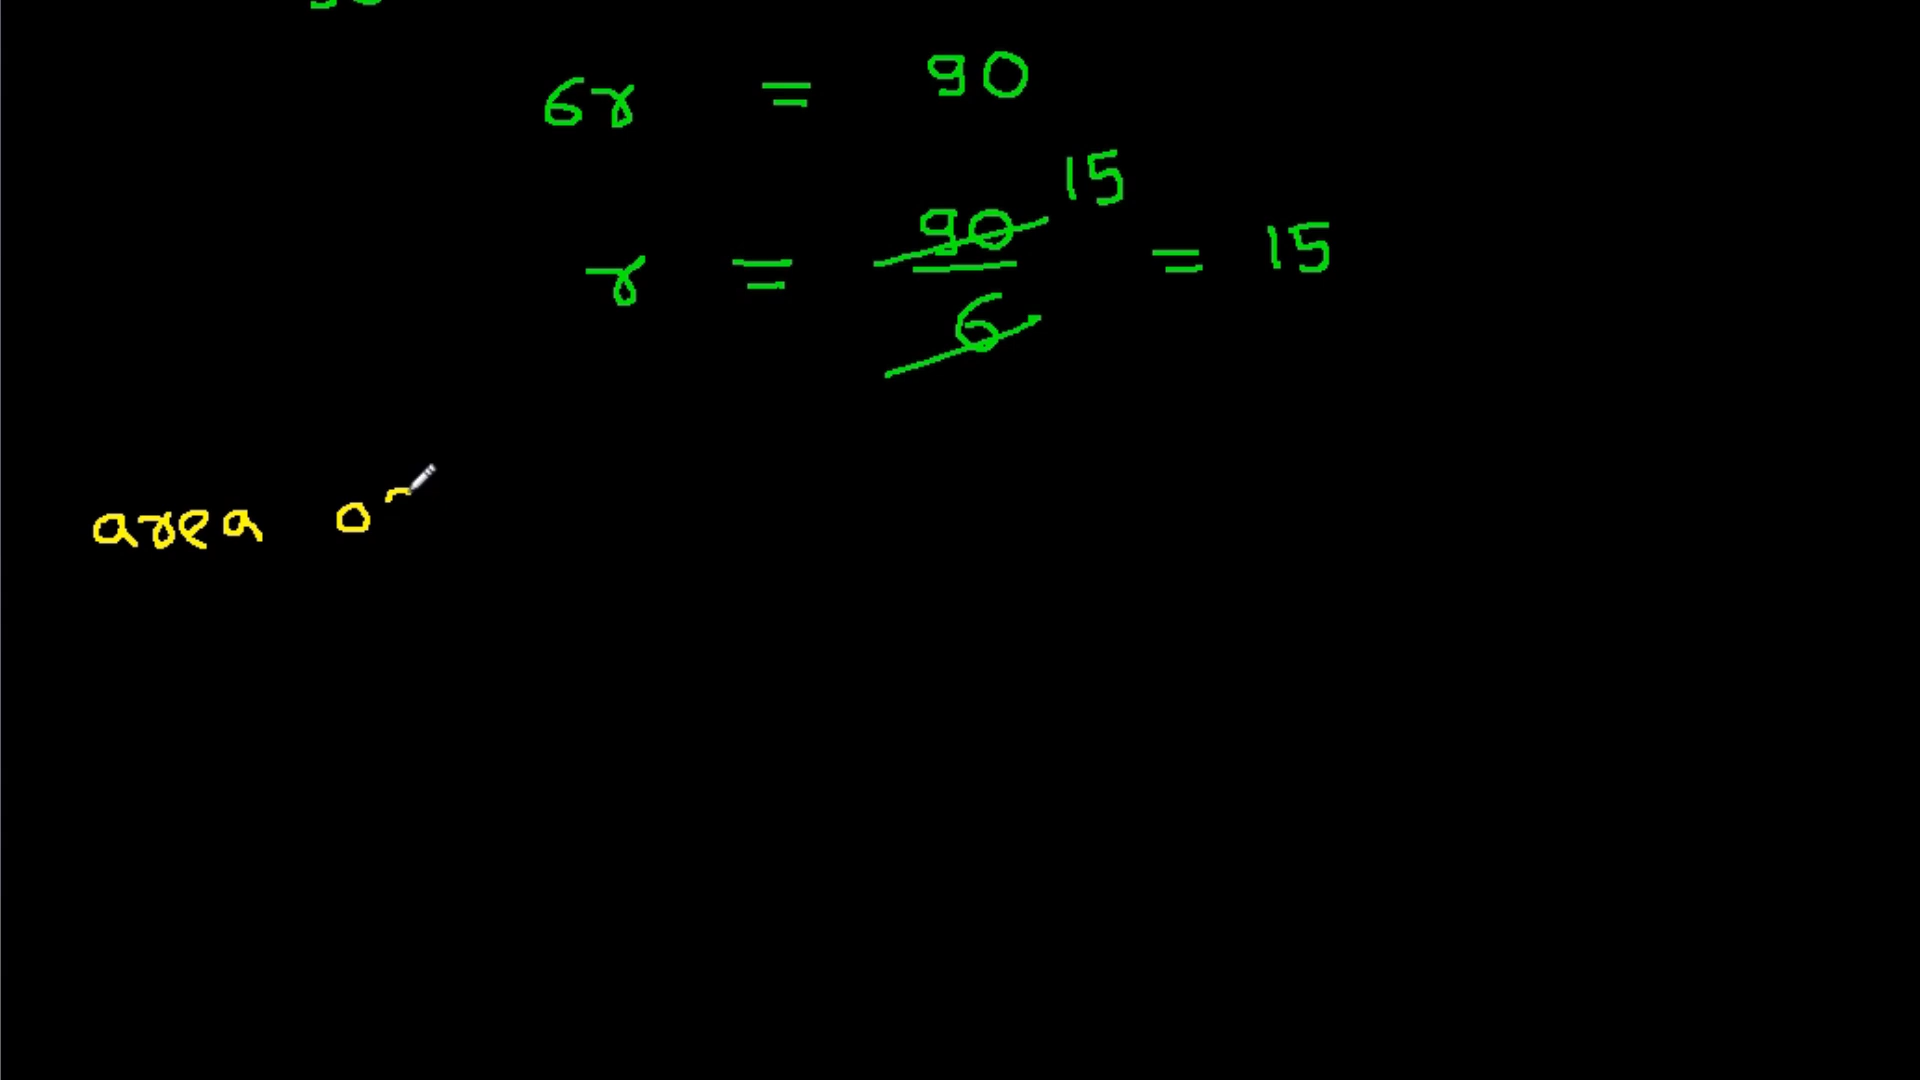 6r = 90
r = 90/6 15 = 15
area o